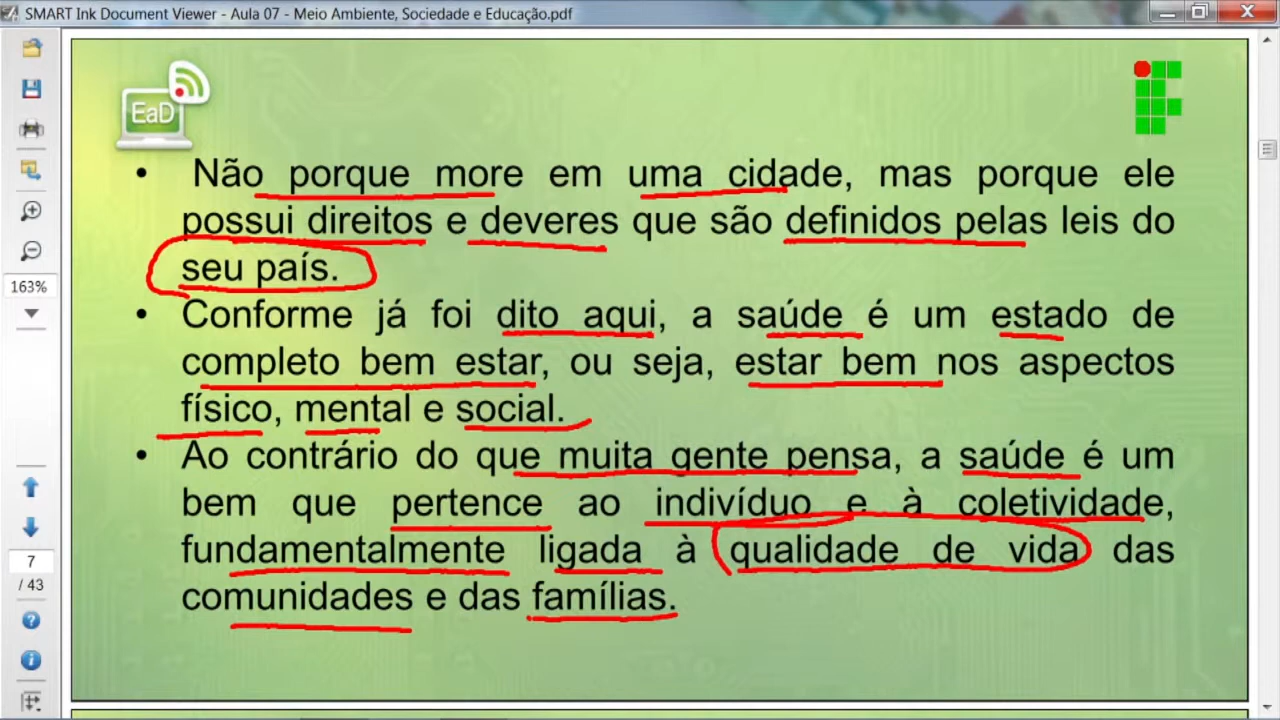 SMART Ink Document Viewer - Aula 07 - Meio Ambiente, Sociedade e Educação.pdf
EaD
• Não porque more em uma cidade, mas porque ele
possui direitos e deveres que são definidos pelas leis do
seu país.
163%
• Conforme já foi dito aqui, a saúde é um estado de
completo bem estar, ou seja, estar bem nos aspectos
físico, mental e social.
• Ao contrário do que muita gente pensa, a saúde é um
bem que pertence ao indivíduo e à coletividade,
fundamentalmente ligada à qualidade de vida das
comunidades e das famílias.
7
/ 43